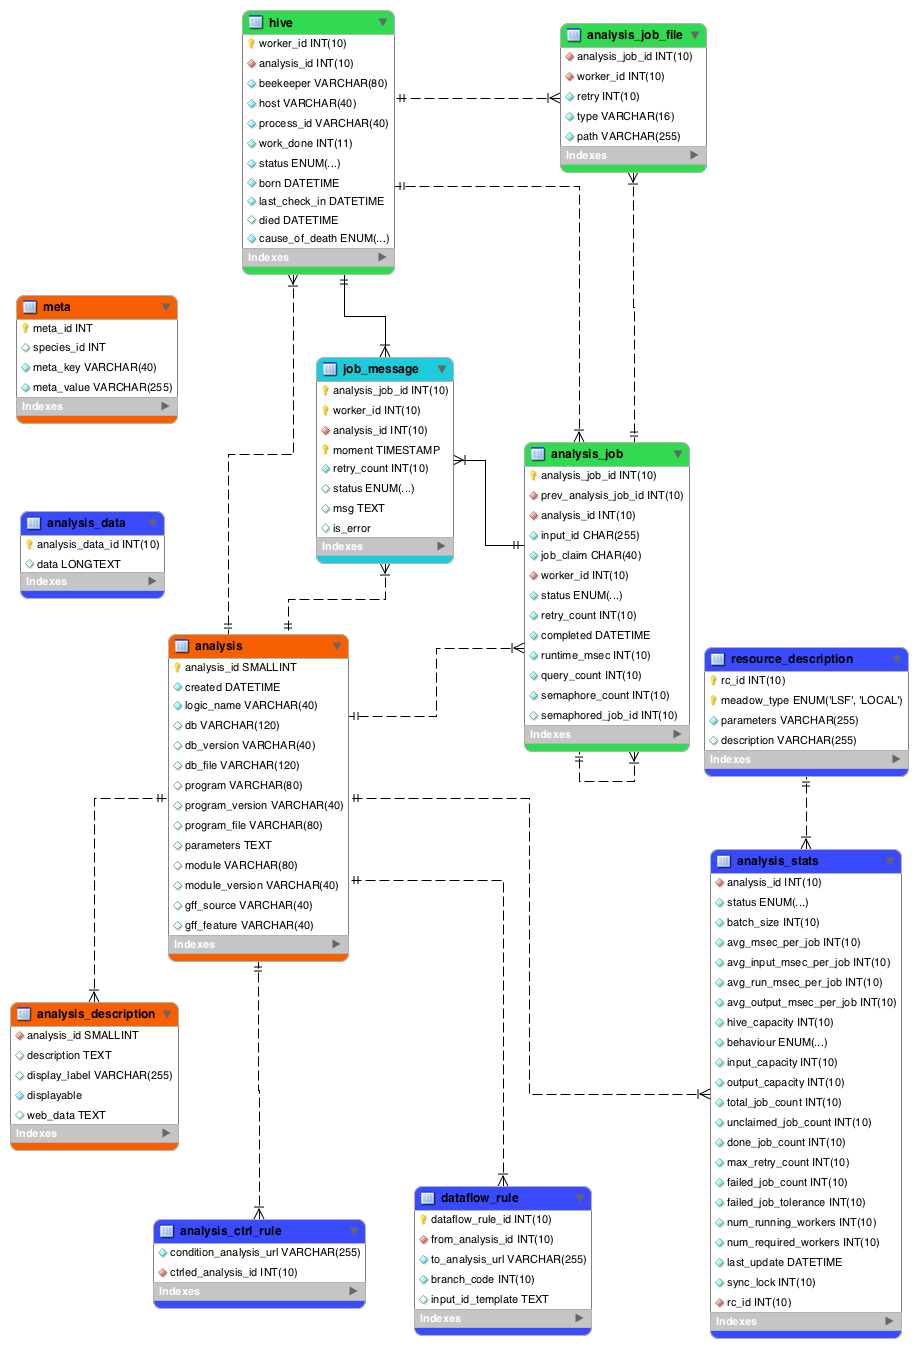 hive
worker_id INT(10)
analysis_id INT(10)
beekeeper VARCHAR(80)
host VARCHAR(40)
process_id VARCHAR(40)
work_done INT(11)
status ENUM(...)
born DATETIME
last_check_in DATETIME
died DATETIME
cause_of_death ENUM(...)
Indexes
analysis_job_file
analysis_job_id INT(10)
worker_id INT(10)
retry INT(10)
type VARCHAR(16)
path VARCHAR(255)
Indexes
meta
meta_id INT
species_id INT
meta_key VARCHAR(40)
meta_value VARCHAR(255)
Indexes
job_message
analysis_job_id INT(10)
worker_id INT(10)
analysis_id INT(10)
moment TIMESTAMP
retry_count INT(10)
status ENUM(...)
msg TEXT
is_error
Indexes
analysis_job
analysis_job_id INT(10)
prev_analysis_job_id INT(10)
analysis_id INT(10)
input_id CHAR(255)
job_claim CHAR(40)
worker_id INT(10)
status ENUM(...)
retry_count INT(10)
completed DATETIME
runtime_msec INT(10)
query_count INT(10)
semaphore_count INT(10)
semaphored_job_id INT(10)
Indexes
analysis_data
analysis_data_id INT(10)
data LONGTEXT
Indexes
analysis
analysis_id SMALLINT
created DATETIME
logic_name VARCHAR(40)
db VARCHAR(120)
db_version VARCHAR(40)
db_file VARCHAR(120)
program VARCHAR(80)
program_version VARCHAR(40)
program_file VARCHAR(80)
parameters TEXT
module VARCHAR(80)
module_version VARCHAR(40)
gff_source VARCHAR(40)
gff_feature VARCHAR(40)
Indexes
resource_description
rc_id INT(10)
meadow_type ENUM('LSF', 'LOCAL')
parameters VARCHAR(255)
description VARCHAR(255)
Indexes
analysis_stats
analysis_id INT(10)
status ENUM(...)
batch_size INT(10)
avg_msec_per_job INT(10)
avg_input_msec_per_job INT(10)
avg_run_msec_per_job INT(10)
avg_output_msec_per_job INT(10)
hive_capacity INT(10)
behaviour ENUM(...)
input_capacity INT(10)
output_capacity INT(10)
total_job_count INT(10)
unclaimed_job_count INT(10)
done_job_count INT(10)
max_retry_count INT(10)
failed_job_count INT(10)
failed_job_tolerance INT(10)
num_running_workers INT(10)
num_required_workers INT(10)
last_update DATETIME
sync_lock INT(10)
rc_id INT(10)
Indexes
analysis_description
analysis_id SMALLINT
description TEXT
display_label VARCHAR(255)
displayable
web_data TEXT
Indexes
analysis_ctrl_rule
condition_analysis_url VARCHAR(255)
ctrled_analysis_id INT(10)
Indexes
dataflow_rule
dataflow_rule_id INT(10)
from_analysis_id INT(10)
to_analysis_url VARCHAR(255)
branch_code INT(10)
input_id_template TEXT
Indexes